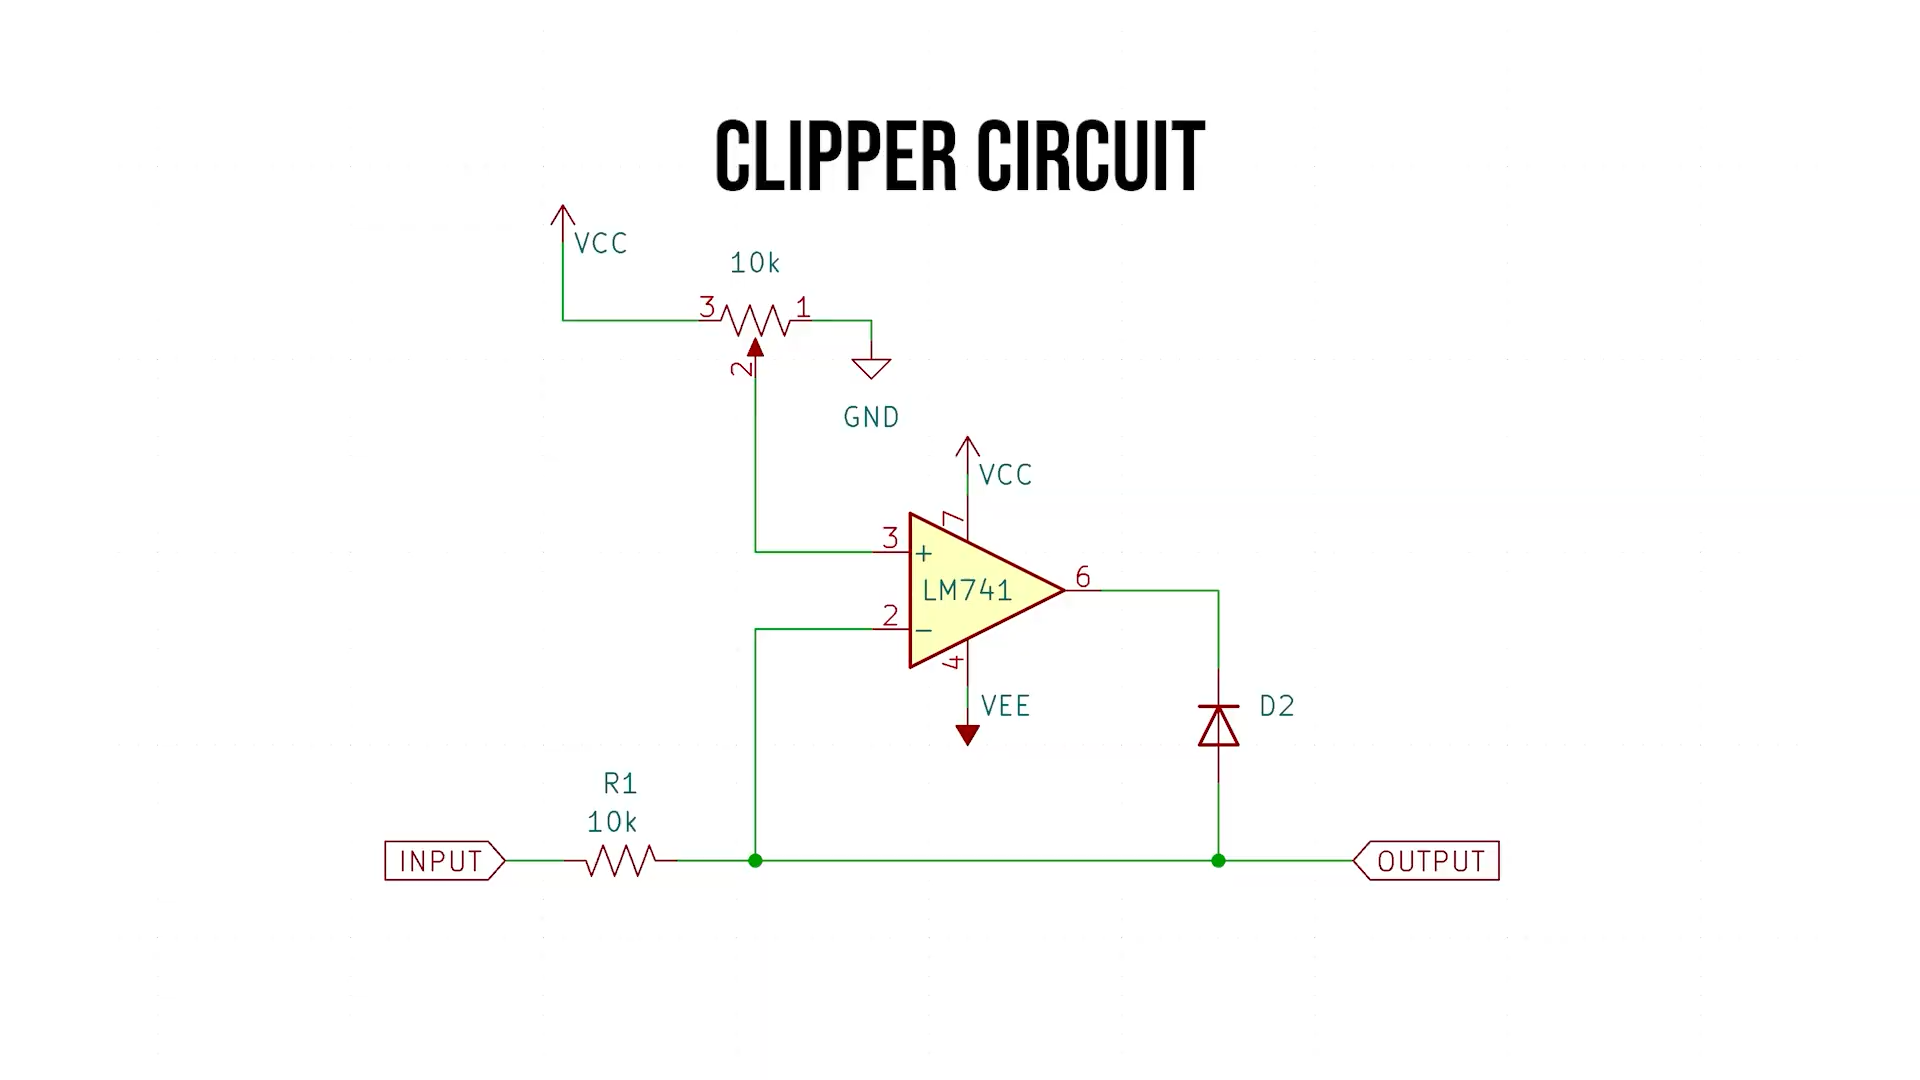 CLIPPER CIRCUIT
VCC
10k
3
1
2
GND
VCC
7
3
+
LM741
6
2
−
4
VEE
D2
R1
10k
INPUT
OUTPUT